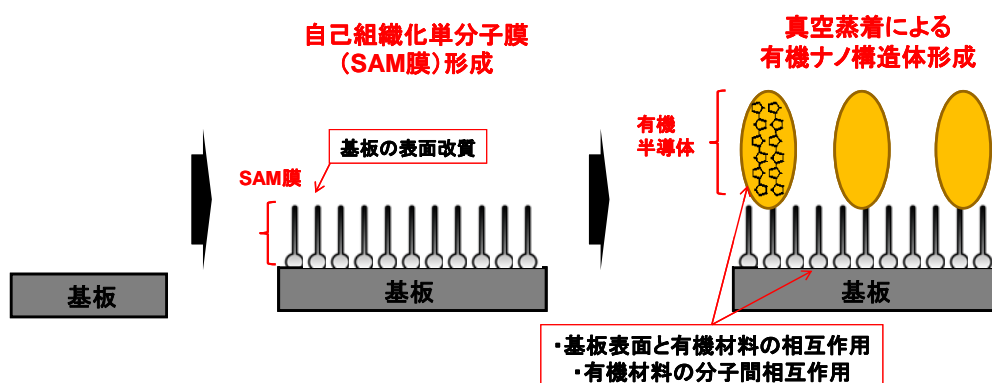 自己組織化単分子膜
（SAM膜）形成
真空蒸着による
有機ナノ構造体形成
基板の表面改質
SAM膜
有機
半導体
基板
基板
基板
・基板表面と有機材料の相互作用
・有機材料の分子間相互作用